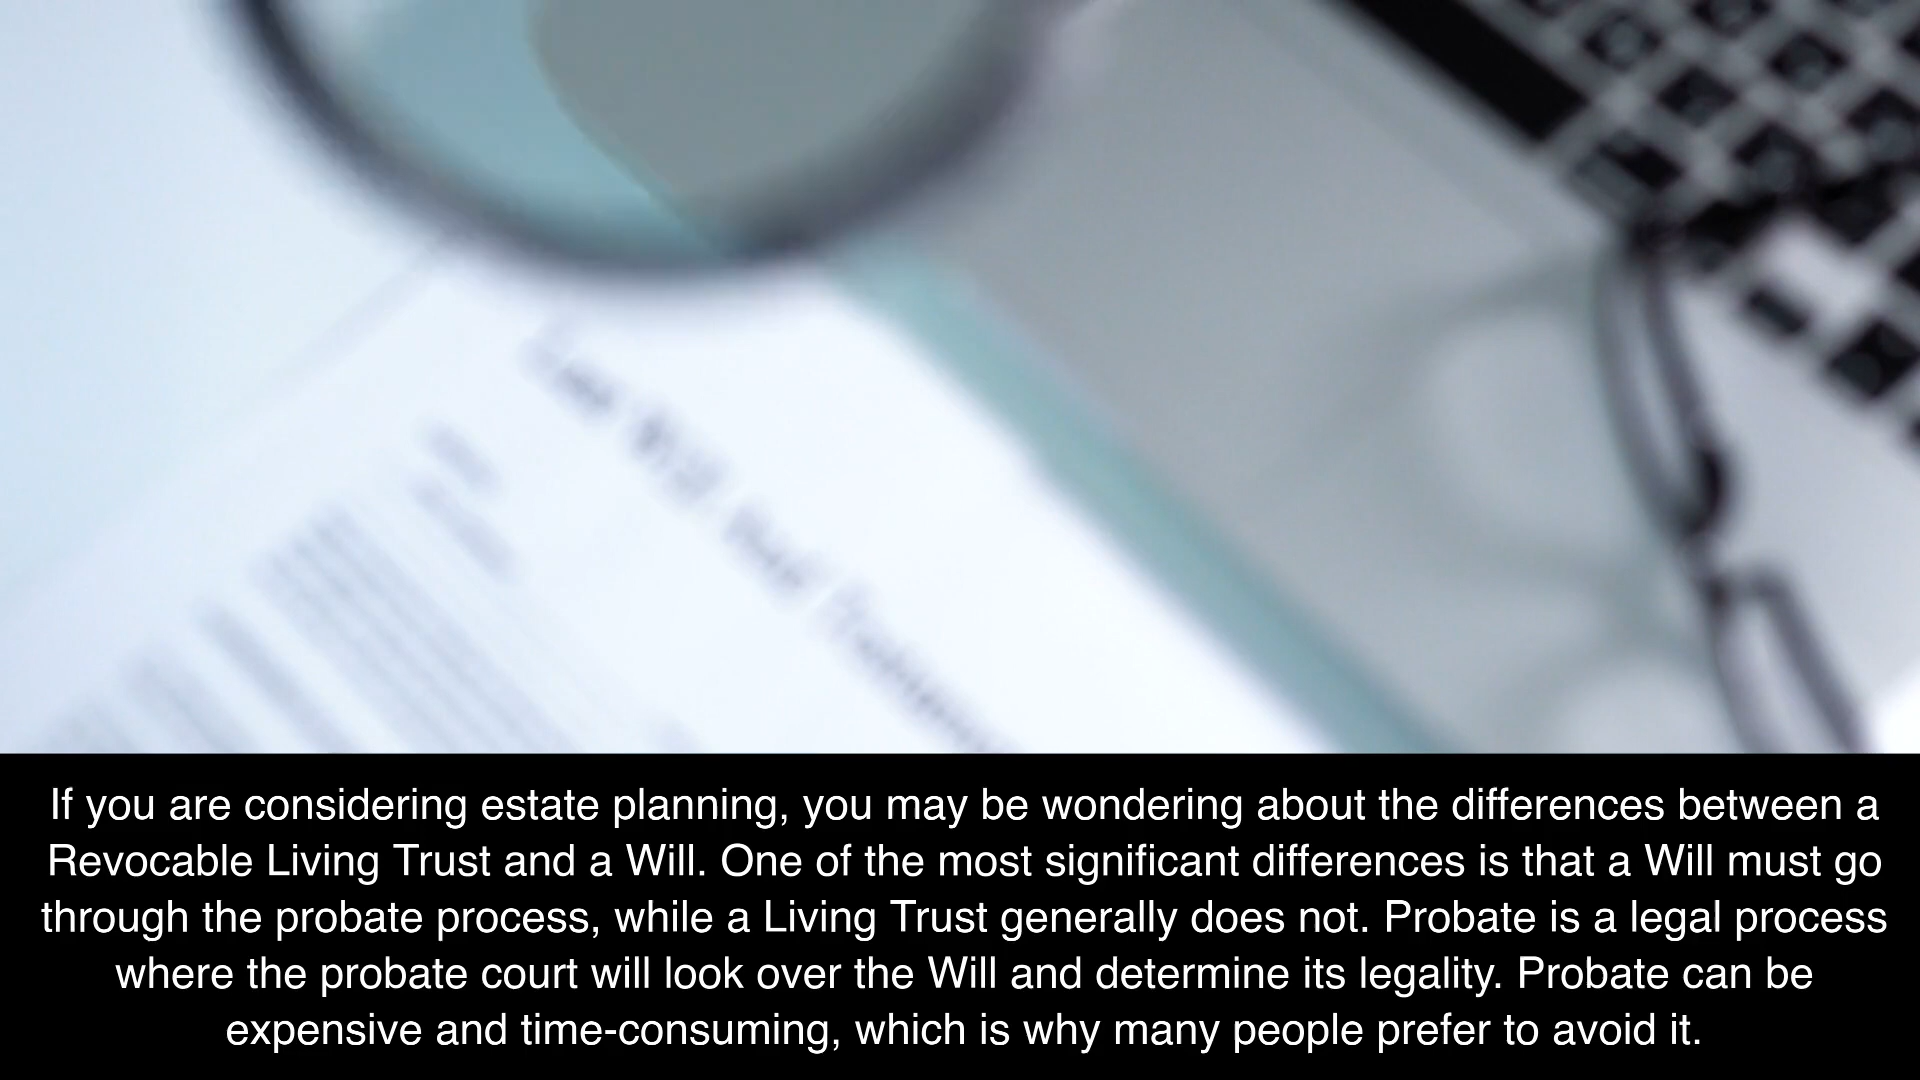 If you are considering estate planning, you may be wondering about the differences between a
Revocable Living Trust and a Will. One of the most significant differences is that a Will must go
through the probate process, while a Living Trust generally does not. Probate is a legal process
where the probate court will look over the Will and determine its legality. Probate can be
expensive and time-consuming, which is why many people prefer to avoid it.